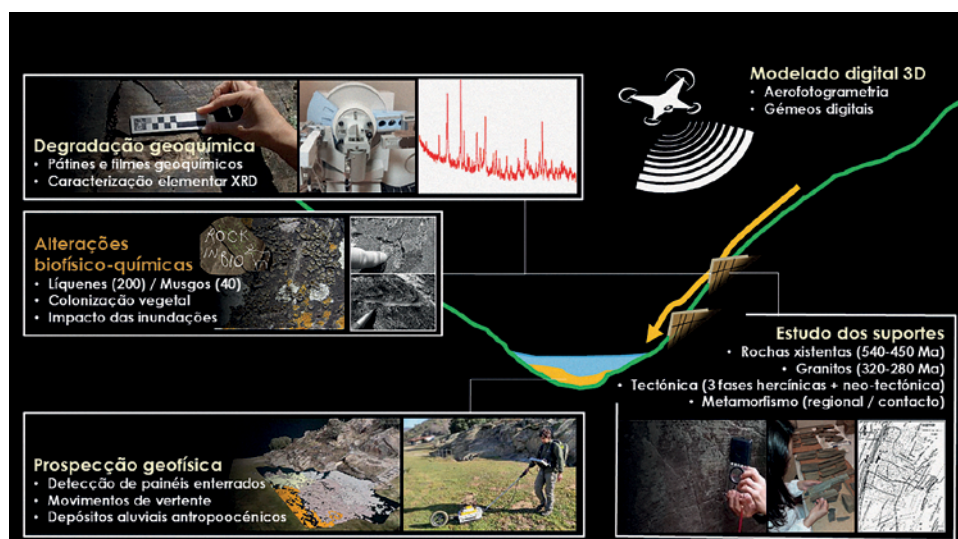 Degradação geoquímica
• Pátines e filmes geoquímicos
• Caracterização elementar XRD
Modelado digital 3D
• Aerofotogrametria
• Gémeos digitais
Alterações
biofísico-químicas
• Líquenes (200) / Musgos (40)
• Colonização vegetal
• Impacto das inundações
ROCK
IN BIO
Estudo dos suportes
• Rochas xistentas (540-450 Ma)
• Granitos (320-280 Ma)
• Tectónica (3 fases hercínicas + neo-tectónica)
• Metamorfismo (regional / contacto)
Prospecção geofísica
• Detecção de painéis enterrados
• Movimentos de vertente
• Depósitos aluviais antropoocénicos